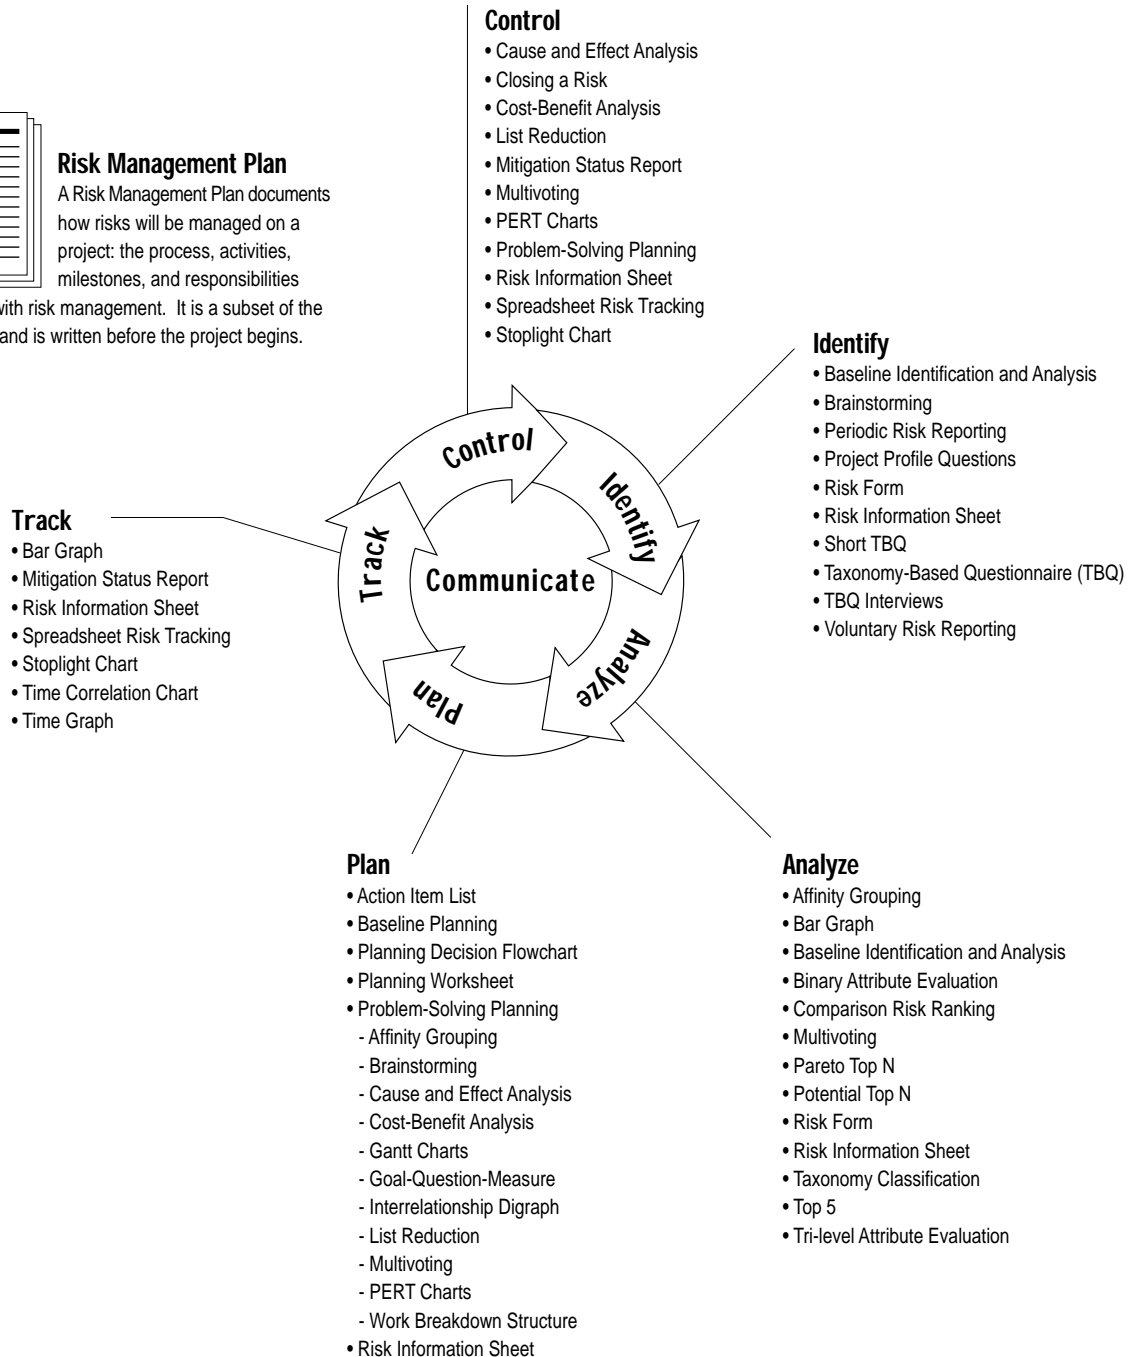 Control
• Cause and Effect Analysis
• Closing a Risk
• Cost-Benefit Analysis
• List Reduction
• Mitigation Status Report
• Multivoting
• PERT Charts
• Problem-Solving Planning
• Risk Information Sheet
• Spreadsheet Risk Tracking
• Stoplight Chart
Risk Management Plan
A Risk Management Plan documents
how risks will be managed on a
project: the process, activities,
milestones, and responsibilities
with risk management. It is a subset of the
and is written before the project begins.
Identify
• Baseline Identification and Analysis
• Brainstorming
• Periodic Risk Reporting
• Project Profile Questions
• Risk Form
• Risk Information Sheet
• Short TBQ
• Taxonomy-Based Questionnaire (TBQ)
• TBQ Interviews
• Voluntary Risk Reporting
Control
Identify
Analyze
Plan
Track
Communicate
Track
• Bar Graph
• Mitigation Status Report
• Risk Information Sheet
• Spreadsheet Risk Tracking
• Stoplight Chart
• Time Correlation Chart
• Time Graph
Plan
• Action Item List
• Baseline Planning
• Planning Decision Flowchart
• Planning Worksheet
• Problem-Solving Planning
- Affinity Grouping
- Brainstorming
- Cause and Effect Analysis
- Cost-Benefit Analysis
- Gantt Charts
- Goal-Question-Measure
- Interrelationship Digraph
- List Reduction
- Multivoting
- PERT Charts
- Work Breakdown Structure
• Risk Information Sheet
Analyze
• Affinity Grouping
• Bar Graph
• Baseline Identification and Analysis
• Binary Attribute Evaluation
• Comparison Risk Ranking
• Multivoting
• Pareto Top N
• Potential Top N
• Risk Form
• Risk Information Sheet
• Taxonomy Classification
• Top 5
• Tri-level Attribute Evaluation